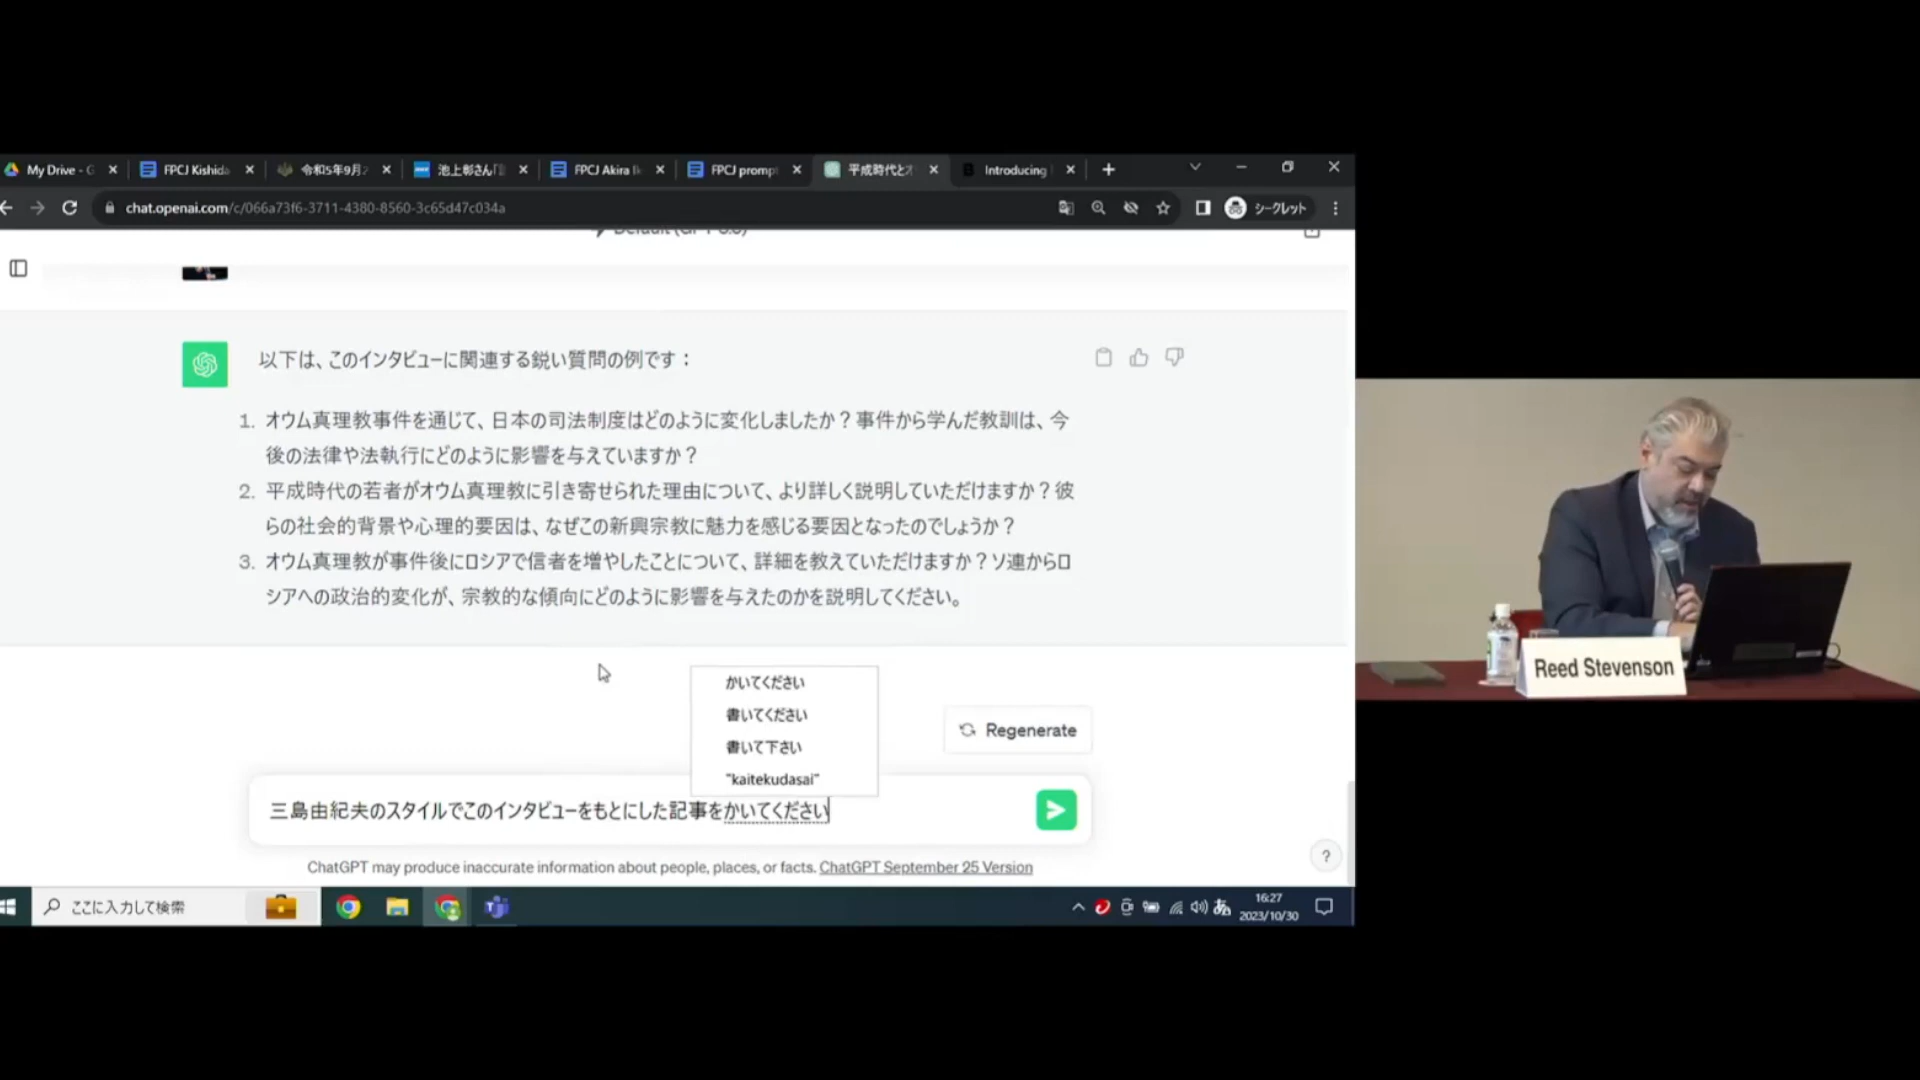 My Drive - G
FPCJ Kishida
令和5年9月2
池上彰さん「
FPCJ Akira Ik
FPCJ prompt
平成時代とオ
Introducing
chat.openai.com/c/066a73f6-3711-4380-8560-3c65d47c034a
シークレット
以下は、このインタビューに関連する鋭い質問の例です：
1. オウム真理教事件を通じて、日本の司法制度はどのように変化しましたか？事件から学んだ教訓は、今
後の法律や法執行にどのように影響を与えていますか？
2. 平成時代の若者がオウム真理教に引き寄せられた理由について、より詳しく説明していただけますか？彼
らの社会的背景や心理的要因は、なぜこの新興宗教に魅力を感じる要因となったのでしょうか？
3. オウム真理教が事件後にロシアで信者を増やしたことについて、詳細を教えていただけますか？ソ連からロ
シアへの政治的変化が、宗教的な傾向にどのように影響を与えたのかを説明してください。
かいてください
書いてください
書いて下さい
"kaitekudasai"
Regenerate
三島由紀夫のスタイルでこのインタビューをもとにした記事をかいてください
ChatGPT may produce inaccurate information about people, places, or facts. ChatGPT September 25 Version
?
ここに入力して検索
あ
16:27
2023/10/30
Reed Stevenson